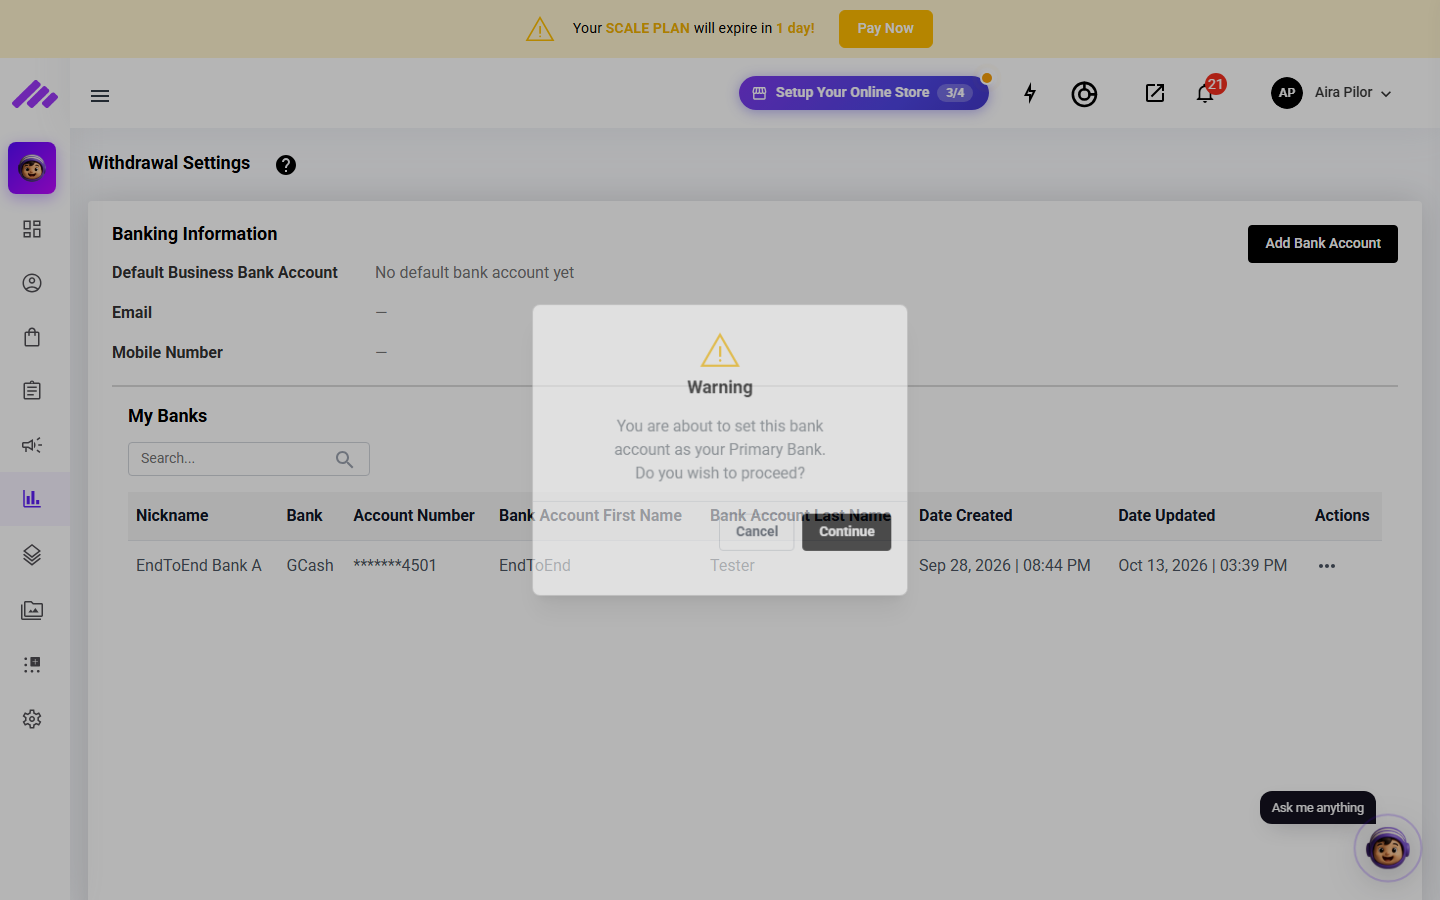 Your SCALE PLAN will expire in 1 day!
Pay Now
Setup Your Online Store 3/4
21
AP
Aira Pilor
Withdrawal Settings
Banking Information
Add Bank Account
Default Business Bank Account No default bank account yet
Email —
Mobile Number —
Warning
You are about to set this bank
account as your Primary Bank.
Do you wish to proceed?
Cancel
Continue
My Banks
Search...
Nickname Bank Account Number Bank Account First Name Bank Account Last Name Date Created Date Updated Actions
EndToEnd Bank A GCash *******4501 EndToEnd Tester Sep 28, 2026 | 08:44 PM Oct 13, 2026 | 03:39 PM
Ask me anything